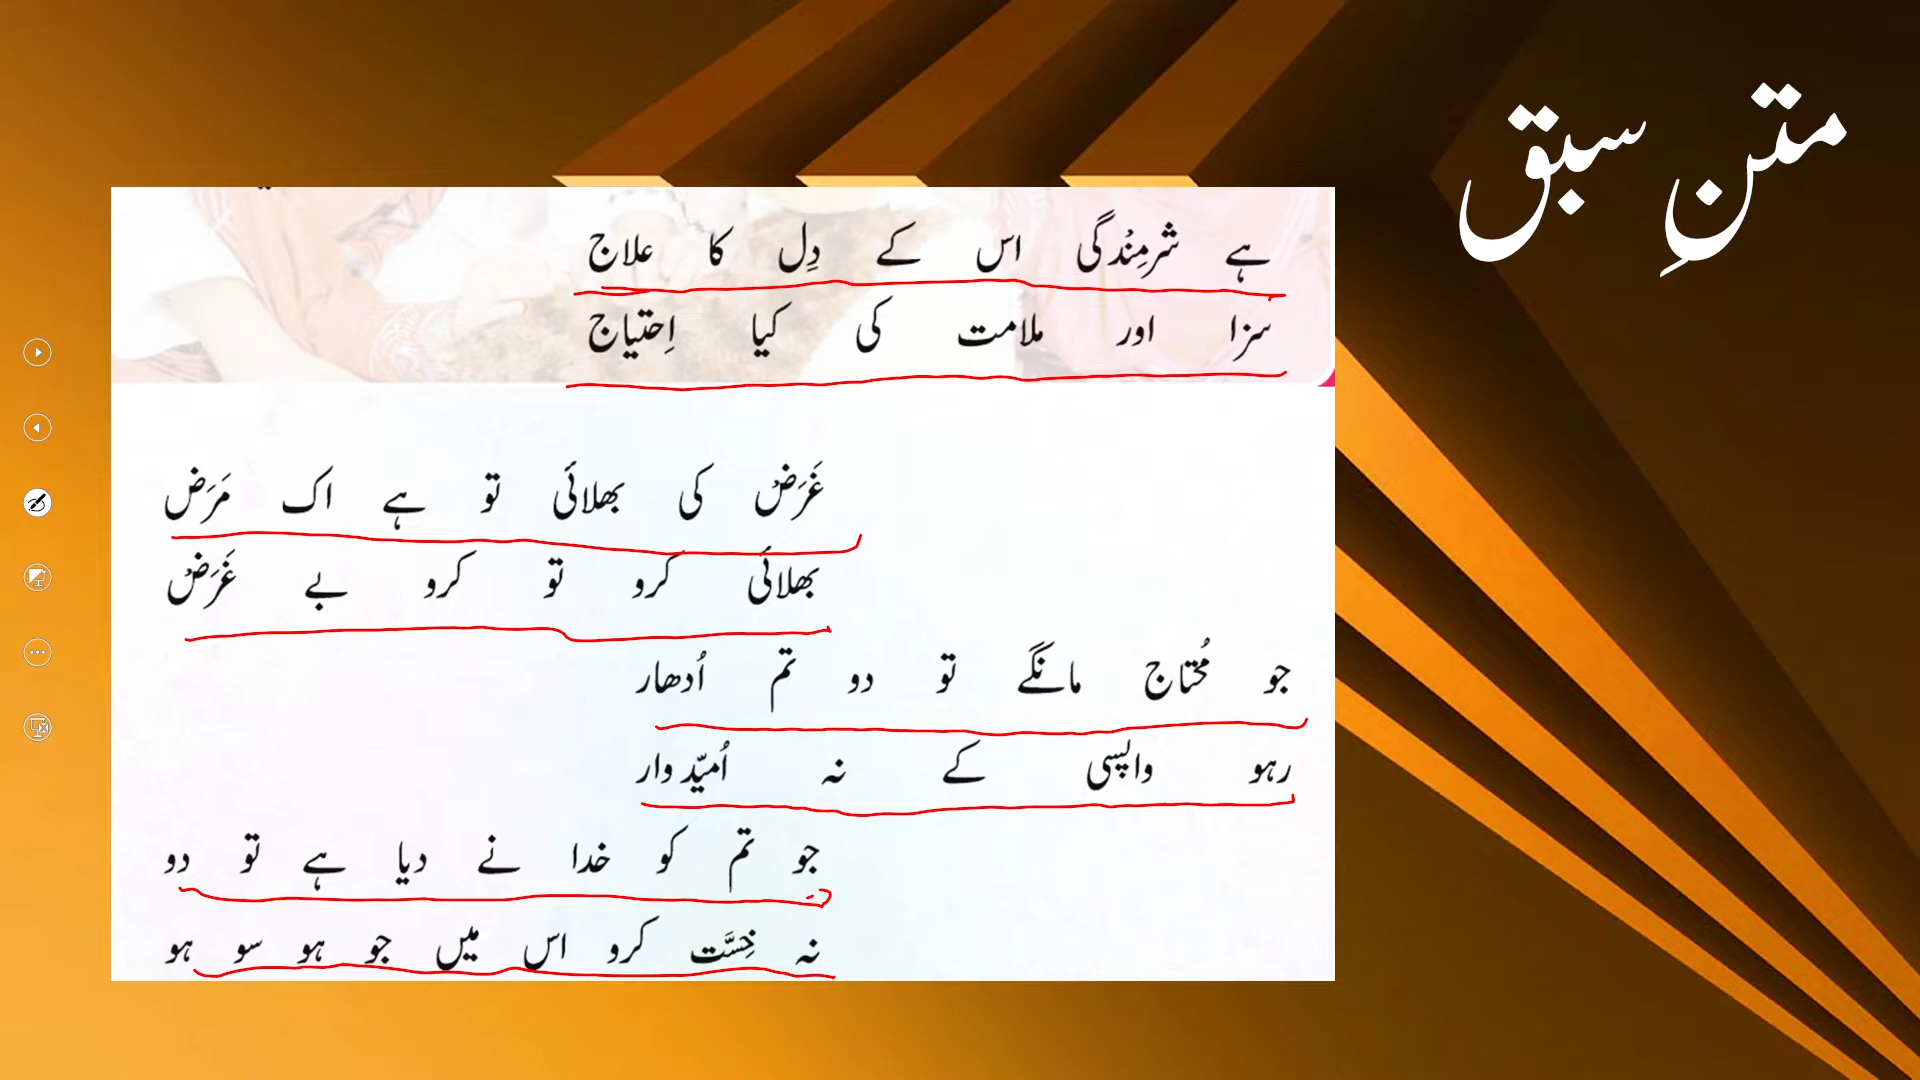 متنِ سبق
ہے شرمِنْدگی اس کے دِل کا علاج
سزا اور ملامت کی کیا اِحتیاج
غَرَض کی بھلائی تو ہے اک مَرَض
بھلائی کرو تو کرو بے غَرَض
جو مُحتاج مانگے تو دو تم اُدھار
رہو واپسی کے نہ اُمیّد وار
جو تم کو خدا نے دیا ہے تو دو
نہ خِسَّت کرو اس میں جو ہو سو ہو